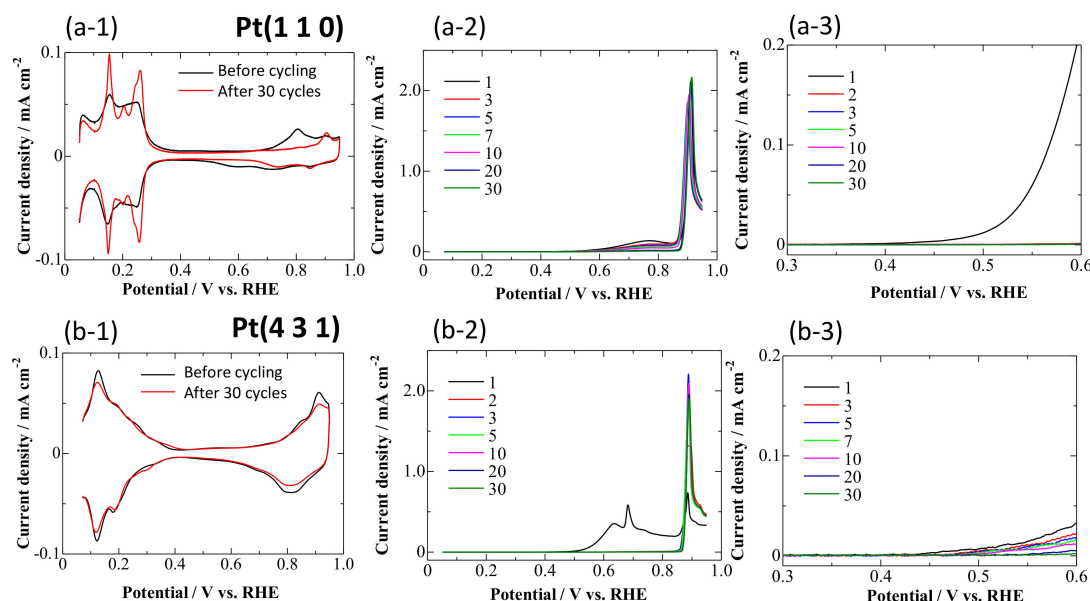 (a-1)
Pt(1 1 0)
Current density / mA cm-2
0.1
0
-0.1
Before cycling
After 30 cycles
0.0 0.2 0.4 0.6 0.8 1.0
Potential / V vs. RHE
(a-2)
Current density / mA cm-2
2.0
1.0
0.0
1
3
5
7
10
20
30
0.0 0.2 0.4 0.6 0.8 1.0
Potential / V vs. RHE
(a-3)
Current density / mA cm-2
0.2
0.1
0
1
2
3
5
10
20
30
0.3 0.4 0.5 0.6
Potential / V vs. RHE
(b-1)
Pt(4 3 1)
Current density / mA cm-2
0.1
0
-0.1
Before cycling
After 30 cycles
0.0 0.2 0.4 0.6 0.8 1.0
Potential / V vs. RHE
(b-2)
Current density / mA cm-2
2.0
1.0
0.0
1
2
3
5
10
20
30
0.0 0.2 0.4 0.6 0.8 1.0
Potential / V vs. RHE
(b-3)
Current density / mA cm-2
0.2
0.1
0
1
3
5
7
10
20
30
0.3 0.4 0.5 0.6
Potential / V vs. RHE